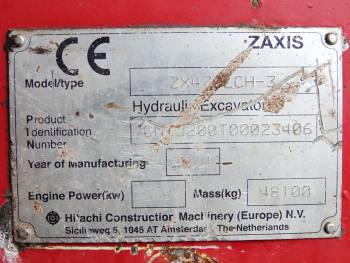 CE ZAXIS
Model/type
Hydraulic Excavator
Product
Identification
Number
Year of Manufacturing
Engine Power(kw) Mass(kg) 48100
Hitachi Construction Machinery (Europe) N.V.
Siciliëweg 5, 1045 AT Amsterdam The Netherlands